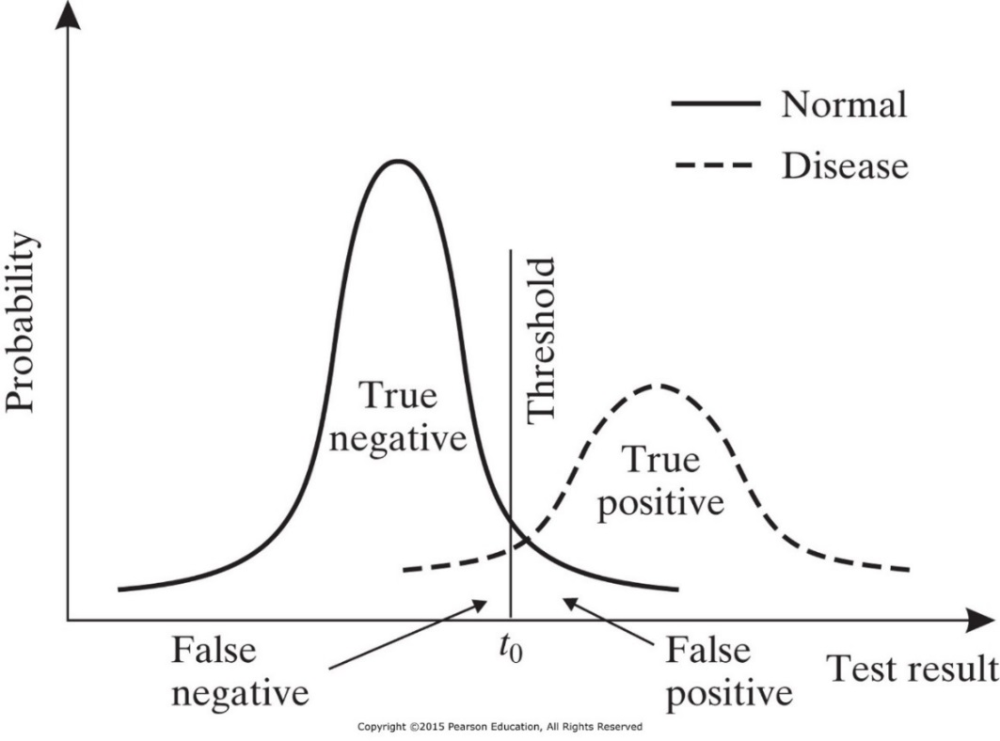 Normal
Disease
Probability
Threshold
True
negative
True
positive
False
negative
t₀
False
positive
Test result
Copyright ©2015 Pearson Education, All Rights Reserved